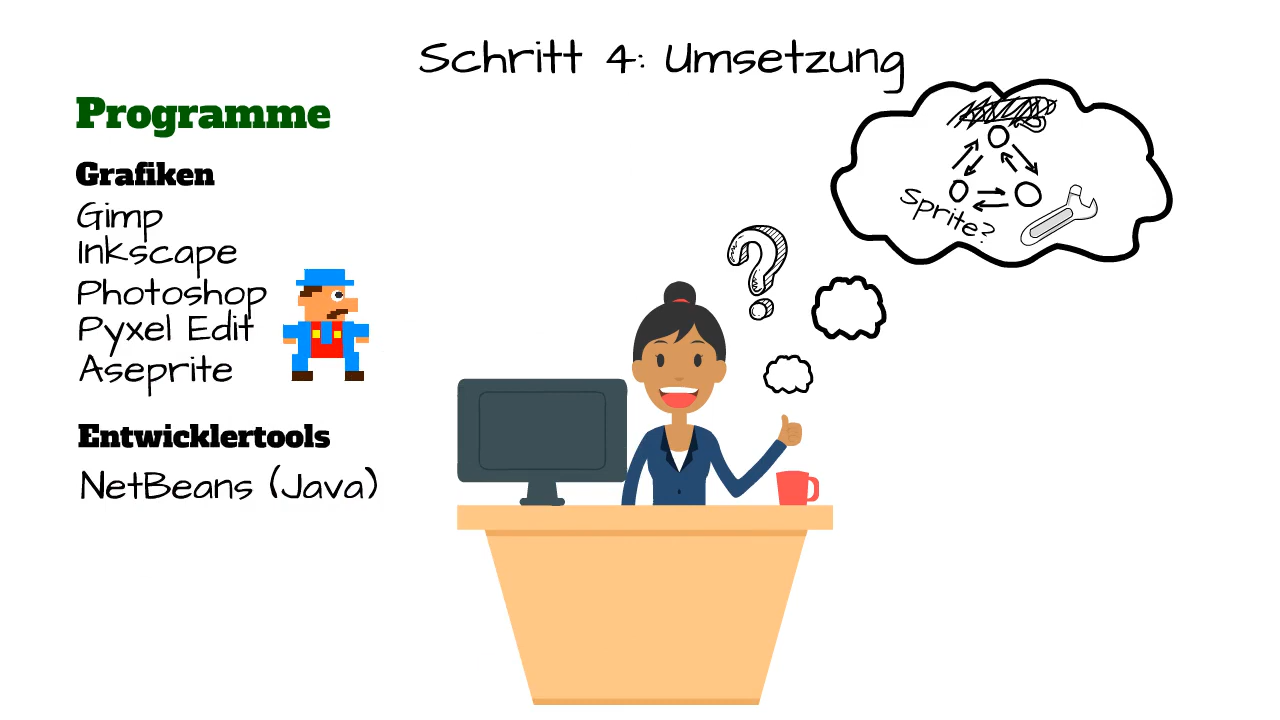 Schritt 4: Umsetzung
Programme
Grafiken
Gimp
Inkscape
Photoshop
Pyxel Edit
Aseprite
Entwicklertools
NetBeans (Java)
Sprite?
?